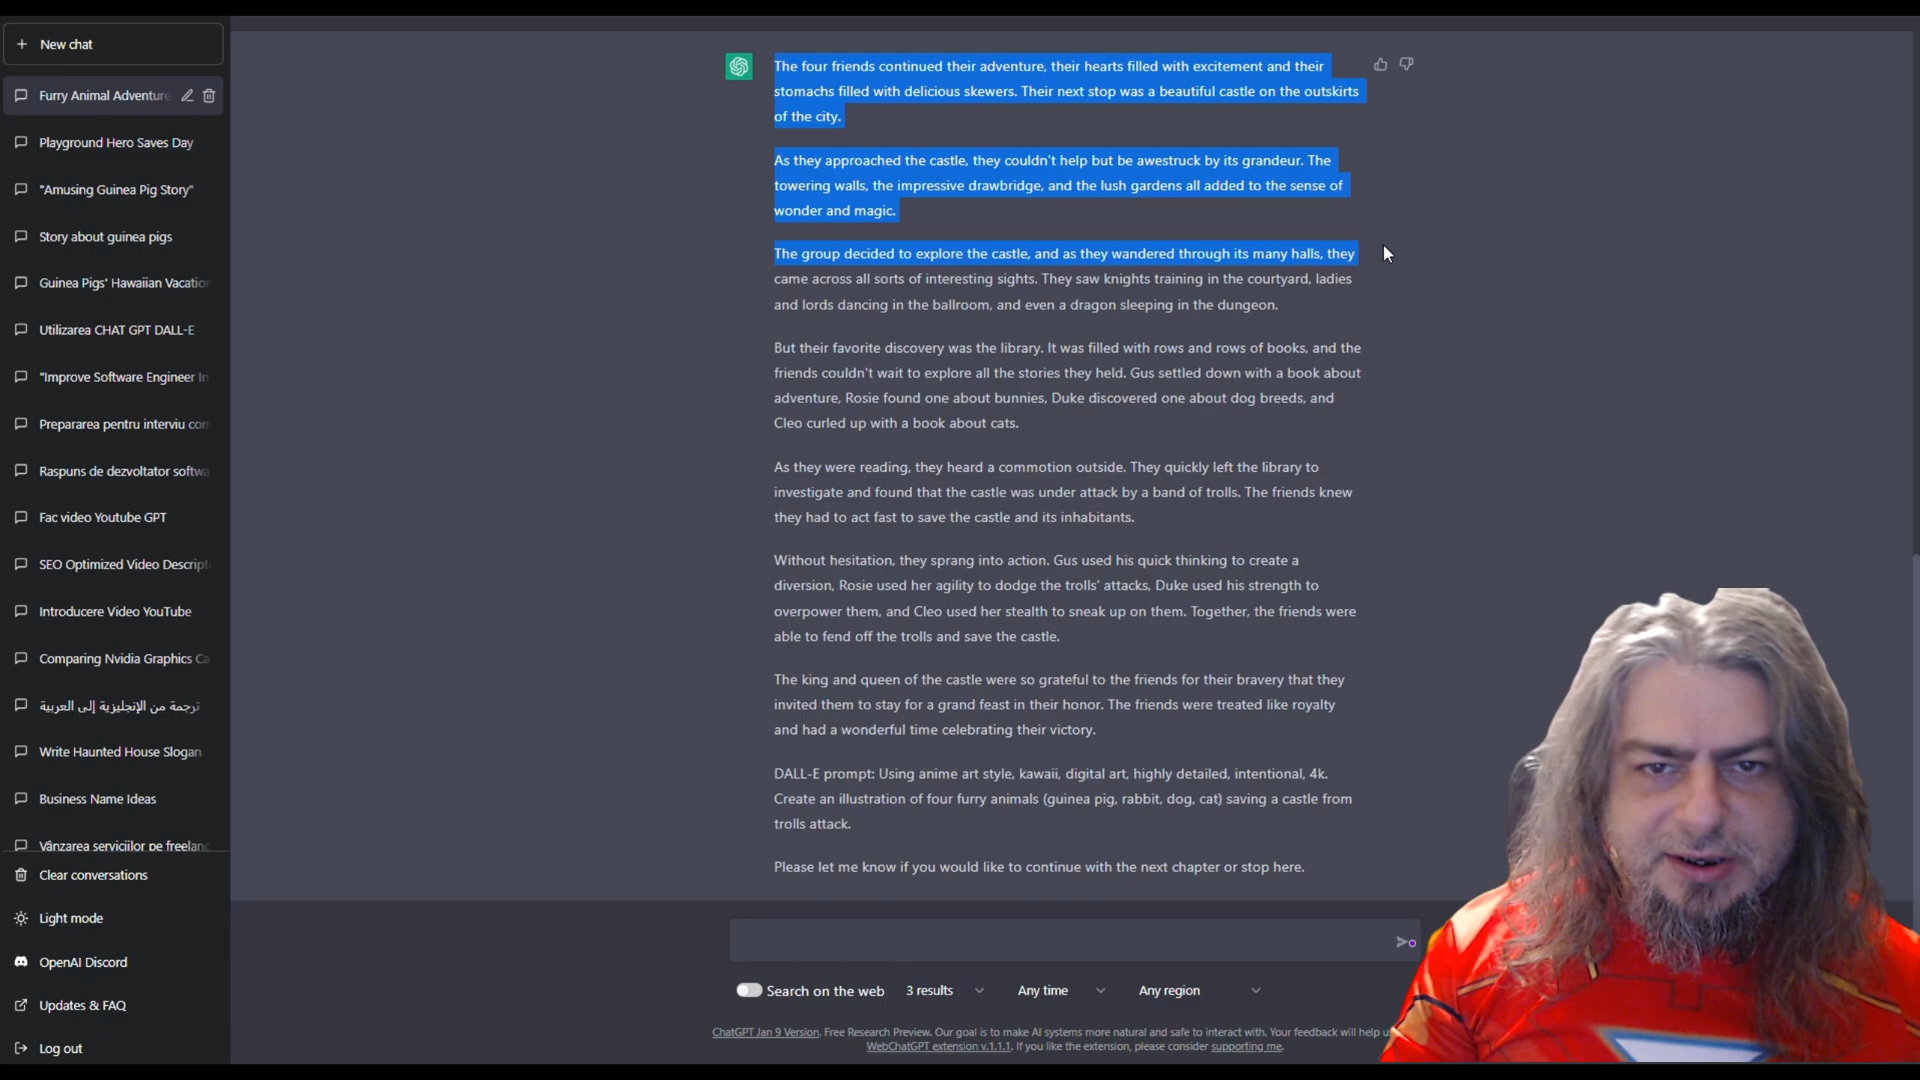 New chat
Furry Animal Adventure
Playground Hero Saves Day
"Amusing Guinea Pig Story"
Story about guinea pigs
Guinea Pigs' Hawaiian Vacation
Utilizarea CHAT GPT DALL-E
"Improve Software Engineer In
Prepararea pentru interviu con
Raspuns de dezvoltator softwa
Fac video Youtube GPT
SEO Optimized Video Descripti
Introducere Video YouTube
Comparing Nvidia Graphics Ca
ترجمة من الإنجليزية إلى العربية
Write Haunted House Slogan
Business Name Ideas
Vânzarea serviciilor pe freelanc
Clear conversations
Light mode
OpenAI Discord
Updates & FAQ
Log out
The four friends continued their adventure, their hearts filled with excitement and their
stomachs filled with delicious skewers. Their next stop was a beautiful castle on the outskirts
of the city.
As they approached the castle, they couldn't help but be awestruck by its grandeur. The
towering walls, the impressive drawbridge, and the lush gardens all added to the sense of
wonder and magic.
The group decided to explore the castle, and as they wandered through its many halls, they
came across all sorts of interesting sights. They saw knights training in the courtyard, ladies
and lords dancing in the ballroom, and even a dragon sleeping in the dungeon.
But their favorite discovery was the library. It was filled with rows and rows of books, and the
friends couldn't wait to explore all the stories they held. Gus settled down with a book about
adventure, Rosie found one about bunnies, Duke discovered one about dog breeds, and
Cleo curled up with a book about cats.
As they were reading, they heard a commotion outside. They quickly left the library to
investigate and found that the castle was under attack by a band of trolls. The friends knew
they had to act fast to save the castle and its inhabitants.
Without hesitation, they sprang into action. Gus used his quick thinking to create a
diversion, Rosie used her agility to dodge the trolls' attacks, Duke used his strength to
overpower them, and Cleo used her stealth to sneak up on them. Together, the friends were
able to fend off the trolls and save the castle.
The king and queen of the castle were so grateful to the friends for their bravery that they
invited them to stay for a grand feast in their honor. The friends were treated like royalty
and had a wonderful time celebrating their victory.
DALL-E prompt: Using anime art style, kawaii, digital art, highly detailed, intentional, 4k.
Create an illustration of four furry animals (guinea pig, rabbit, dog, cat) saving a castle from
trolls attack.
Please let me know if you would like to continue with the next chapter or stop here.
Search on the web
3 results
Any time
Any region
ChatGPT Jan 9 Version. Free Research Preview. Our goal is to make AI systems more natural and safe to interact with. Your feedback will help u
WebChatGPT extension v.1.1.1. If you like the extension, please consider supporting me.